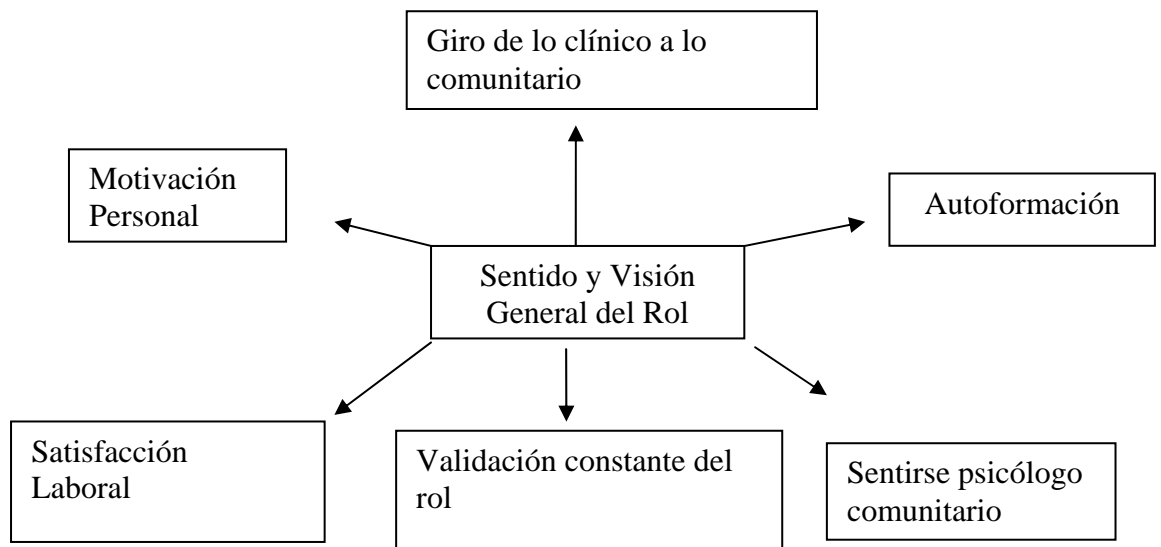 Giro de lo clínico a lo
comunitario
Motivación
Personal
Autoformación
Sentido y Visión
General del Rol
Satisfacción
Laboral
Validación constante del
rol
Sentirse psicólogo
comunitario